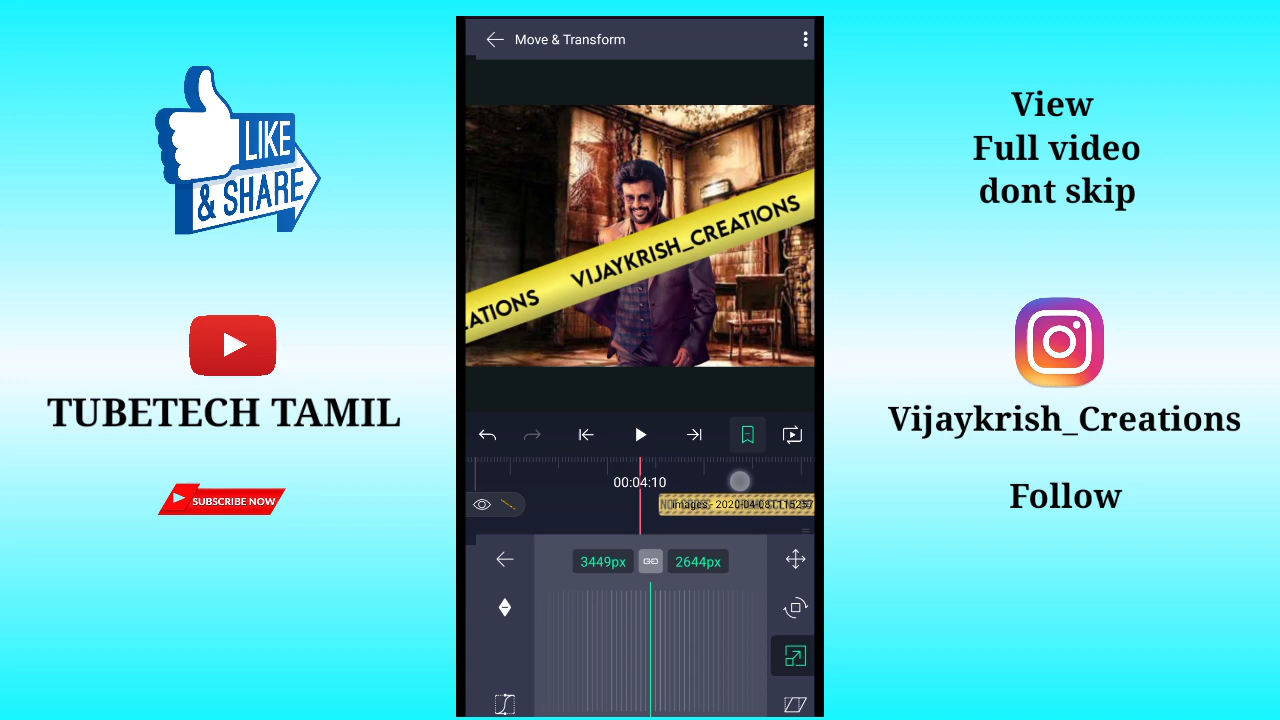 LIKE
& SHARE
TUBETECH TAMIL
SUBSCRIBE NOW
Move & Transform
VIJAYKRISH_CREATIONS
EATIONS
00:04:10
images - 2020-04-08T115257
3449px
2644px
View
Full video
dont skip
Vijaykrish_Creations
Follow